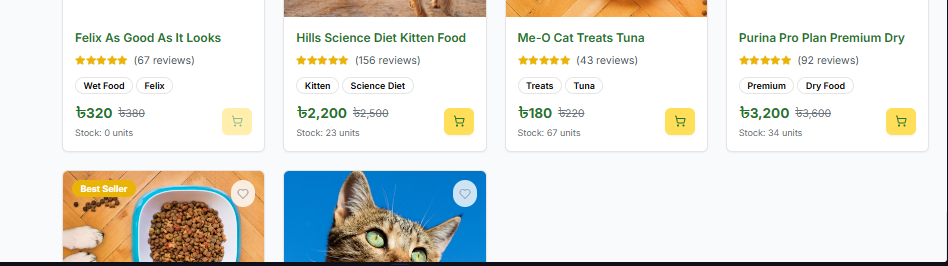 Felix As Good As It Looks
(67 reviews)
Wet Food Felix
৳320 ৳380
Stock: 0 units
Hills Science Diet Kitten Food
(156 reviews)
Kitten Science Diet
৳2,200 ৳2,500
Stock: 23 units
Me-O Cat Treats Tuna
(43 reviews)
Treats Tuna
৳180 ৳220
Stock: 67 units
Purina Pro Plan Premium Dry
(92 reviews)
Premium Dry Food
৳3,200 ৳3,600
Stock: 34 units
Best Seller